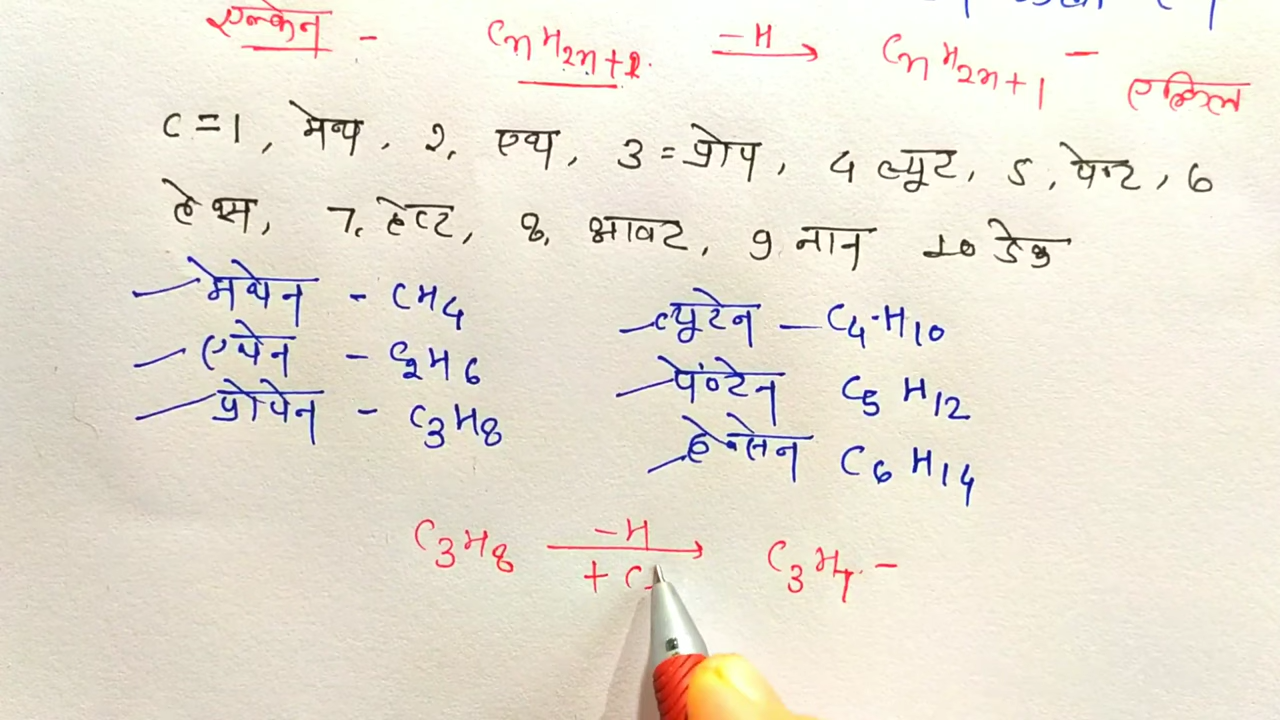 एल्केन - CnH2n+2 -H → CnH2n+1 - एल्किल
C=1, मेथ, 2, एथ, 3=प्रोप, 4 ब्यूट, 5, पेन्ट, 6
हेक्स, 7, हेप्ट, 8, आक्ट, 9 नान 10 डेक
मेथेन - CH4
एथेन - C2H6
प्रोपेन - C3H8
ब्यूटेन - C4H10
पेण्टेन C5H12
हेक्सेन C6H14
C3H8 -H → C3H7 -
+ C